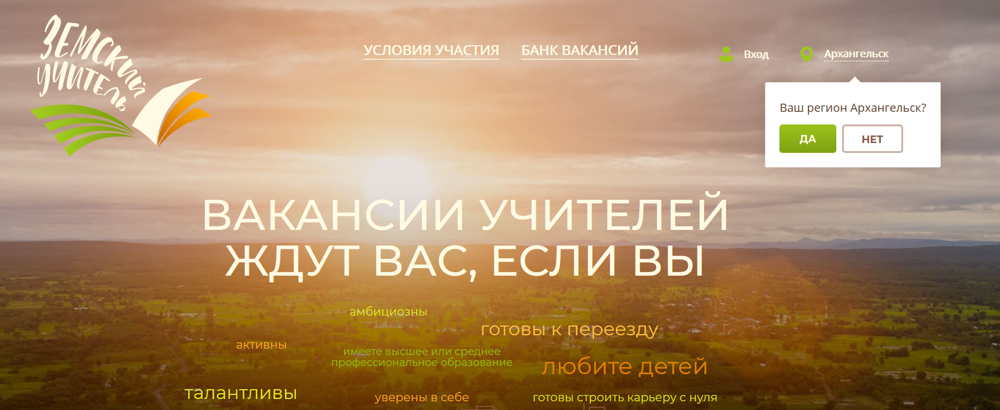 ЗЕМСКИЙ
УЧИТЕЛЬ
УСЛОВИЯ УЧАСТИЯ
БАНК ВАКАНСИЙ
Вход
Архангельск
Ваш регион Архангельск?
ДА
НЕТ
ВАКАНСИИ УЧИТЕЛЕЙ
ЖДУТ ВАС, ЕСЛИ ВЫ
амбициозны
готовы к переезду
активны
имеете высшее или среднее
профессиональное образование
любите детей
талантливы
уверены в себе
готовы строить карьеру с нуля